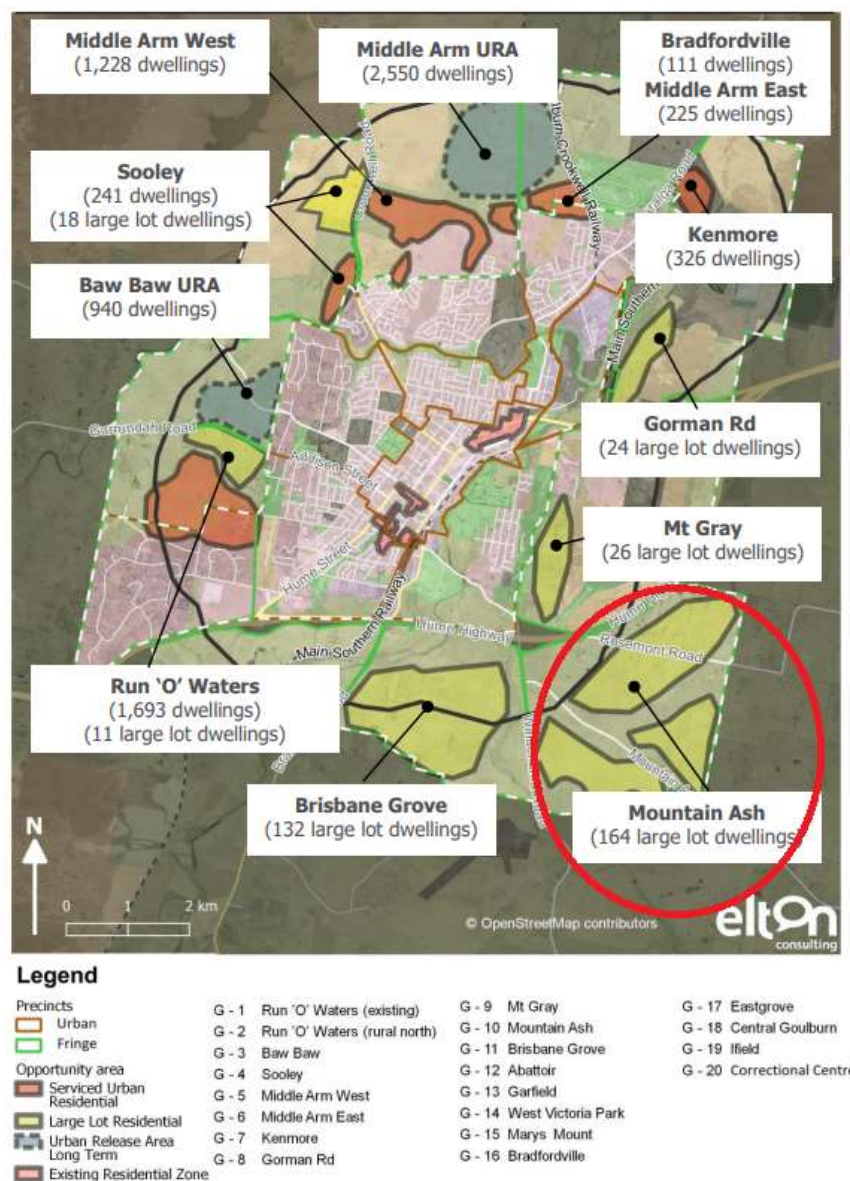 Middle Arm West
(1,228 dwellings)
Middle Arm URA
(2,550 dwellings)
Bradfordville
(111 dwellings)
Middle Arm East
(225 dwellings)
Sooley
(241 dwellings)
(18 large lot dwellings)
Kenmore
(326 dwellings)
Baw Baw URA
(940 dwellings)
Crookwell Railway
Main Southern
Gurrundah Road
Addison Street
Gorman Rd
(24 large lot dwellings)
Mt Gray
(26 large lot dwellings)
Hume Street
Main Southern Railway
Hume Highway
Hume
Rosemont Road
Run ‘O’ Waters
(1,693 dwellings)
(11 large lot dwellings)
Mountain
Brisbane Grove
(132 large lot dwellings)
Mountain Ash
(164 large lot dwellings)
N
0 1 2 km
© OpenStreetMap contributors
elton
consulting
Legend
Precincts
Urban
Fringe
Opportunity area
Serviced Urban
Residential
Large Lot Residential
Urban Release Area
Long Term
Existing Residential Zone
G - 1 Run 'O' Waters (existing)
G - 2 Run 'O' Waters (rural north)
G - 3 Baw Baw
G - 4 Sooley
G - 5 Middle Arm West
G - 6 Middle Arm East
G - 7 Kenmore
G - 8 Gorman Rd
G - 9 Mt Gray
G - 10 Mountain Ash
G - 11 Brisbane Grove
G - 12 Abattoir
G - 13 Garfield
G - 14 West Victoria Park
G - 15 Marys Mount
G - 16 Bradfordville
G - 17 Eastgrove
G - 18 Central Goulburn
G - 19 Ifield
G - 20 Correctional Centre